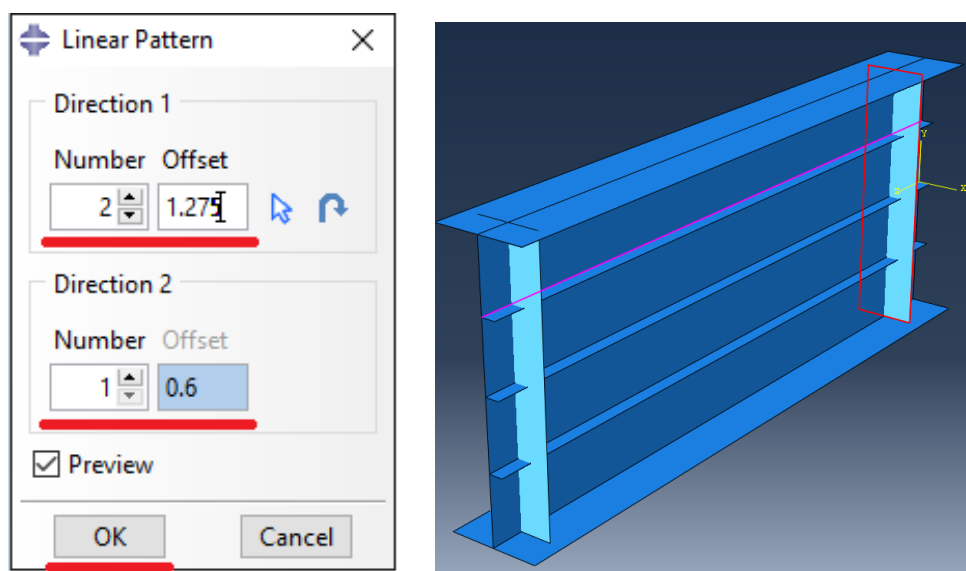 Linear Pattern
Direction 1
Number Offset
2 1.275
Direction 2
Number Offset
1 0.6
Preview
OK Cancel
Y
X